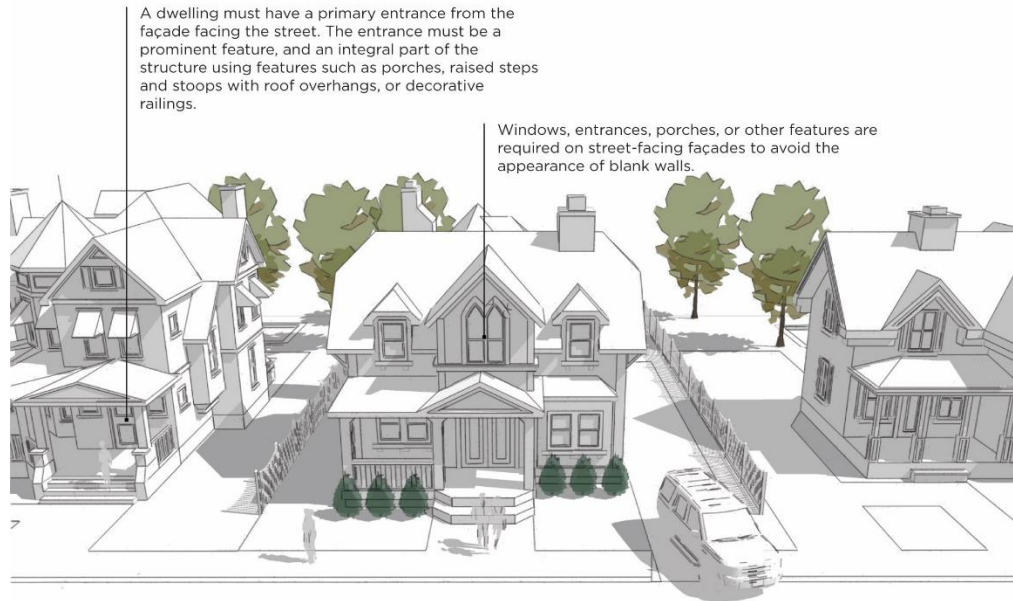 A dwelling must have a primary entrance from the
façade facing the street. The entrance must be a
prominent feature, and an integral part of the
structure using features such as porches, raised steps
and stoops with roof overhangs, or decorative
railings.
Windows, entrances, porches, or other features are
required on street-facing façades to avoid the
appearance of blank walls.